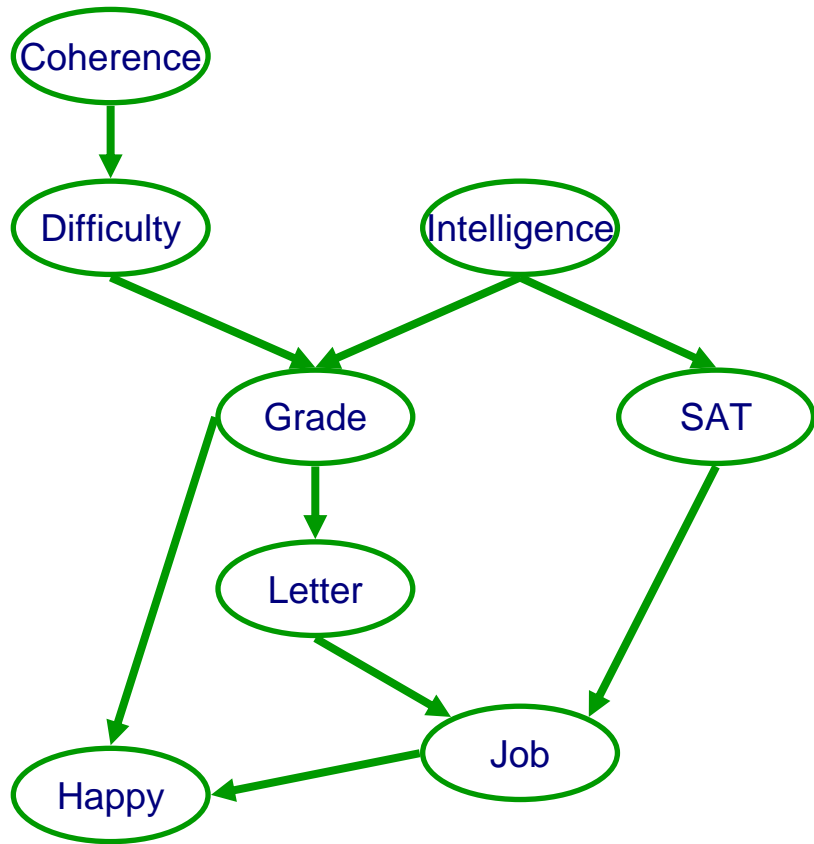 Coherence
Difficulty
Intelligence
Grade
SAT
Letter
Job
Happy